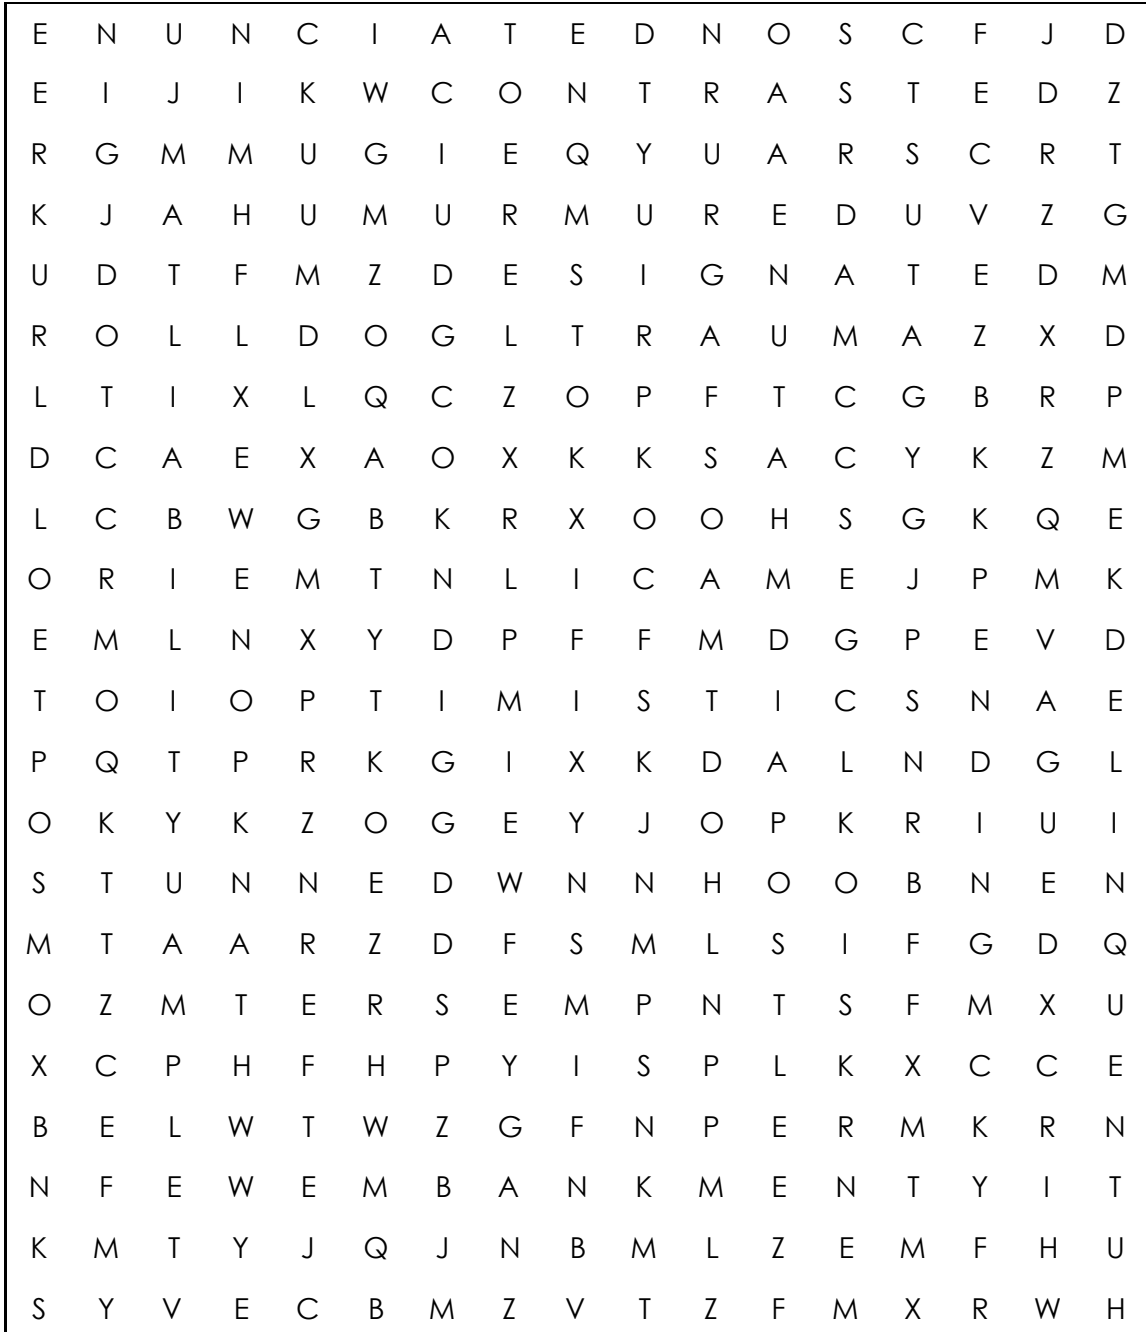 E N U N C I A T E D N O S C F J D
E I J I K W C O N T R A S T E D Z
R G M M U G I E Q Y U A R S C R T
K J A H U M U R M U R E D U V Z G
U D T F M Z D E S I G N A T E D M
R O L L D O G L T R A U M A Z X D
L T I X L Q C Z O P F T C G B R P
D C A E X A O X K K S A C Y K Z M
L C B W G B K R X O O H S G K Q E
O R I E M T N L I C A M E J P M K
E M L N X Y D P F F M D G P E V D
T O I O P T I M I S T I C S N A E
P Q T P R K G I X K D A L N D G L
O K Y K Z O G E Y J O P K R I U I
S T U N N E D W N N H O O B N E N
M T A A R Z D F S M L S I F G D Q
O Z M T E R S E M P N T S F M X U
X C P H F H P Y I S P L K X C C E
B E L W T W Z G F N P E R M K R N
N F E W E M B A N K M E N T Y I T
K M T Y J Q J N B M L Z E M F H U
S Y V E C B M Z V T Z F M X R W H